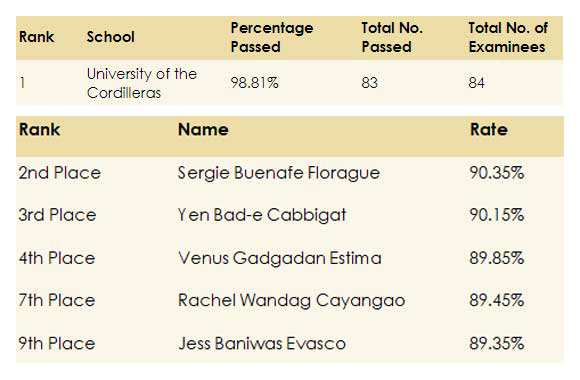 Rank School Percentage Passed Total No. Passed Total No. of Examinees
1 University of the Cordilleras 98.81% 83 84
Rank Name Rate
2nd Place Sergie Buenafe Florague 90.35%
3rd Place Yen Bad-e Cabbigat 90.15%
4th Place Venus Gadgadan Estima 89.85%
7th Place Rachel Wandag Cayangao 89.45%
9th Place Jess Baniwas Evasco 89.35%